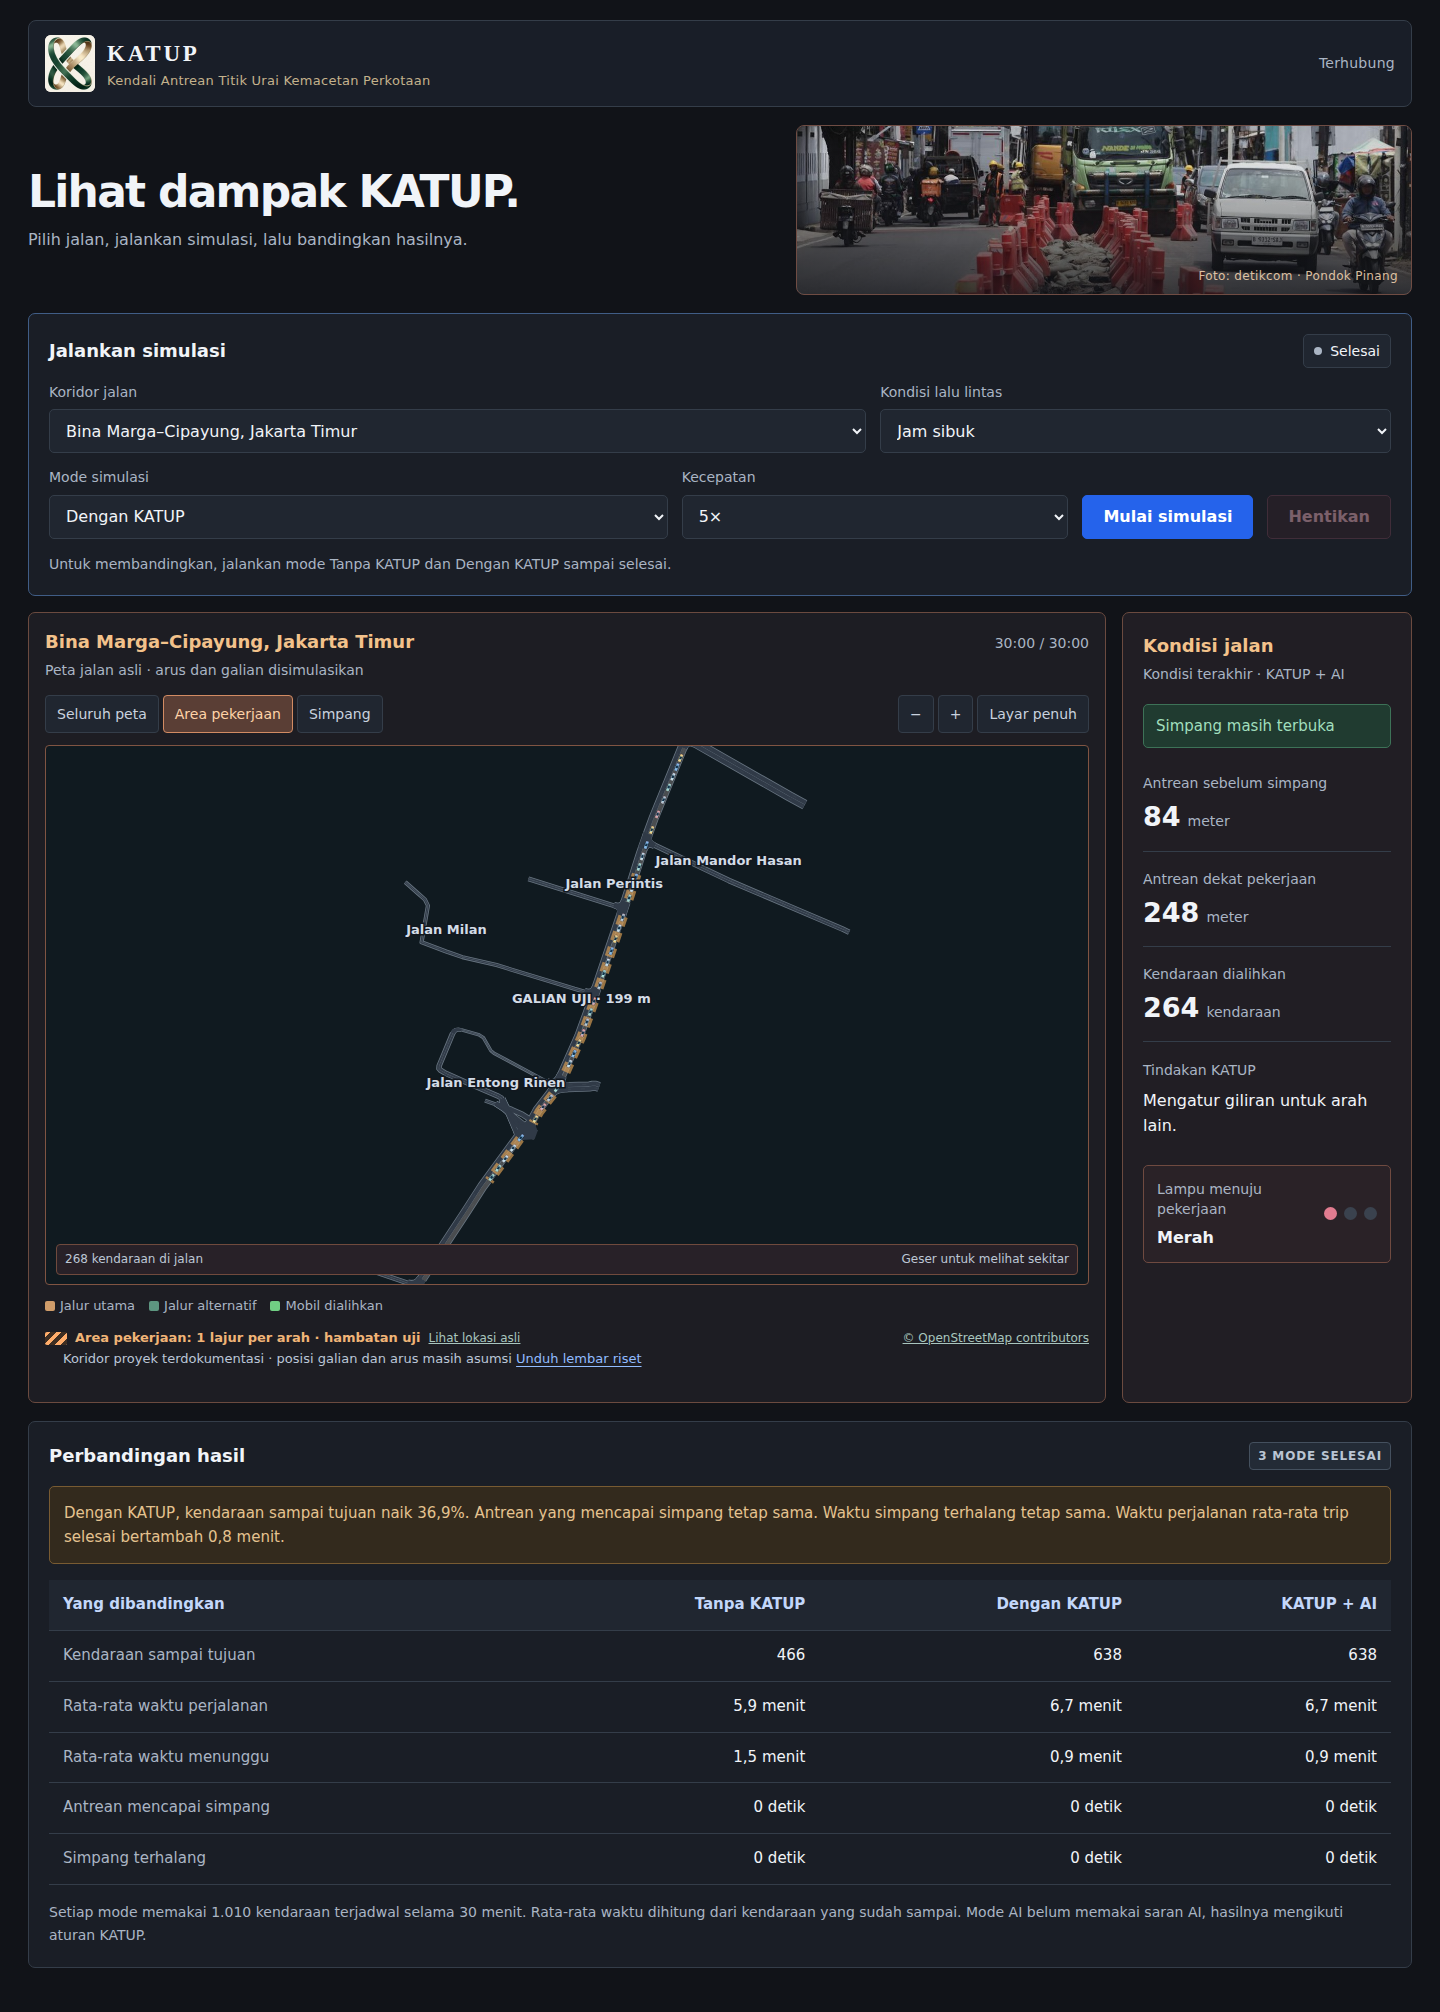 KATUP
Kendali Antrean Titik Urai Kemacetan Perkotaan
Terhubung
Lihat dampak KATUP.
Pilih jalan, jalankan simulasi, lalu bandingkan hasilnya.
Foto: detikcom · Pondok Pinang
Jalankan simulasi
Selesai
Koridor jalan
Kondisi lalu lintas
Bina Marga–Cipayung, Jakarta Timur
Jam sibuk
Mode simulasi
Kecepatan
Dengan KATUP
5×
Mulai simulasi
Hentikan
Untuk membandingkan, jalankan mode Tanpa KATUP dan Dengan KATUP sampai selesai.
Bina Marga–Cipayung, Jakarta Timur
30:00 / 30:00
Peta jalan asli · arus dan galian disimulasikan
Seluruh peta
Area pekerjaan
Simpang
−
+
Layar penuh
Jalan Mandor Hasan
Jalan Perintis
Jalan Milan
GALIAN UJI · 199 m
Jalan Entong Rinen
268 kendaraan di jalan
Geser untuk melihat sekitar
Jalur utama
Jalur alternatif
Mobil dialihkan
Area pekerjaan: 1 lajur per arah · hambatan uji Lihat lokasi asli
© OpenStreetMap contributors
Koridor proyek terdokumentasi · posisi galian dan arus masih asumsi Unduh lembar riset
Kondisi jalan
Kondisi terakhir · KATUP + AI
Simpang masih terbuka
Antrean sebelum simpang
84 meter
Antrean dekat pekerjaan
248 meter
Kendaraan dialihkan
264 kendaraan
Tindakan KATUP
Mengatur giliran untuk arah
lain.
Lampu menuju
pekerjaan
Merah
Perbandingan hasil
3 MODE SELESAI
Dengan KATUP, kendaraan sampai tujuan naik 36,9%. Antrean yang mencapai simpang tetap sama. Waktu simpang terhalang tetap sama. Waktu perjalanan rata-rata trip
selesai bertambah 0,8 menit.
Yang dibandingkan Tanpa KATUP Dengan KATUP KATUP + AI
Kendaraan sampai tujuan 466 638 638
Rata-rata waktu perjalanan 5,9 menit 6,7 menit 6,7 menit
Rata-rata waktu menunggu 1,5 menit 0,9 menit 0,9 menit
Antrean mencapai simpang 0 detik 0 detik 0 detik
Simpang terhalang 0 detik 0 detik 0 detik
Setiap mode memakai 1.010 kendaraan terjadwal selama 30 menit. Rata-rata waktu dihitung dari kendaraan yang sudah sampai. Mode AI belum memakai saran AI, hasilnya mengikuti
aturan KATUP.